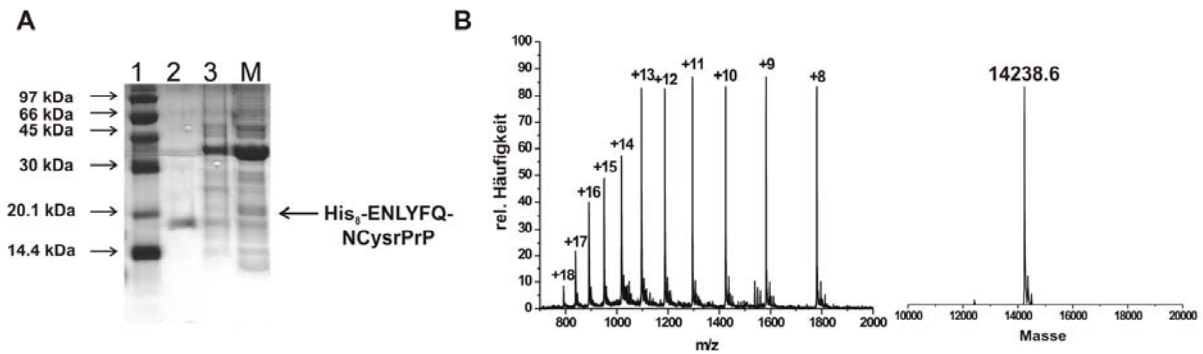 A
1 2 3 M
97 kDa
66 kDa
45 kDa
30 kDa
20.1 kDa
14.4 kDa
His₈-ENLYFQ-
NCysrPrP
B
rel. Häufigkeit
100
90
80
70
60
50
40
30
20
10
0
+18
+17
+16
+15
+14
+13
+12
+11
+10
+9
+8
800 1000 1200 1400 1600 1800 2000
m/z
14238.6
10000 12000 14000 16000 18000 20000
Masse